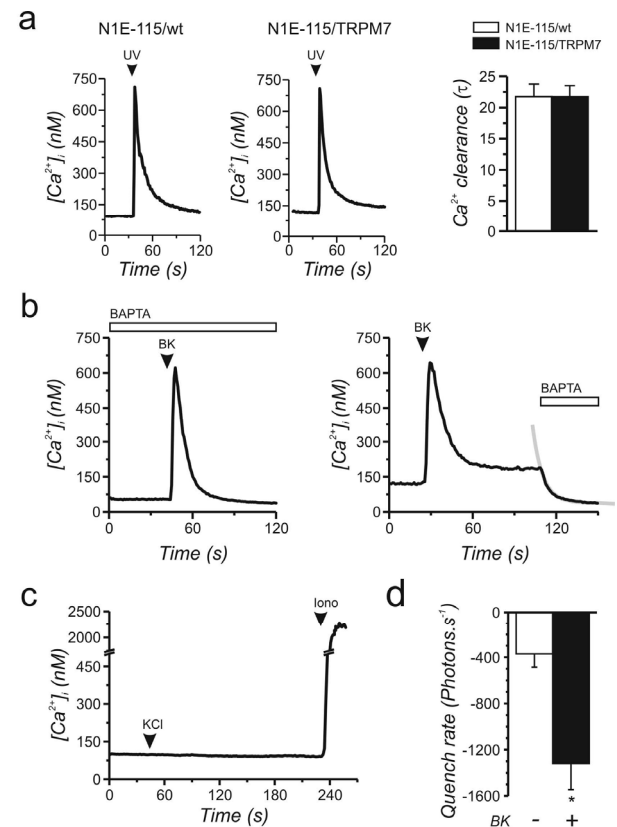 a
N1E-115/wt
N1E-115/TRPM7
N1E-115/wt
N1E-115/TRPM7
UV
UV
750
600
450
300
150
0
[Ca²⁺]ᵢ (nM)
0 60 120
Time (s)
750
600
450
300
150
0
[Ca²⁺]ᵢ (nM)
0 60 120
Time (s)
25
20
15
10
5
0
Ca²⁺ clearance (τ)
b
BAPTA
BK
750
600
450
300
150
0
[Ca²⁺]ᵢ (nM)
0 60 120
Time (s)
BK
BAPTA
750
600
450
300
150
0
[Ca²⁺]ᵢ (nM)
0 60 120
Time (s)
c
Iono
KCl
2500
2000
450
300
150
0
[Ca²⁺]ᵢ (nM)
0 60 120 180 240
Time (s)
d
0
-400
-800
-1200
-1600
Quench rate (Photons.s⁻¹)
*
BK - +